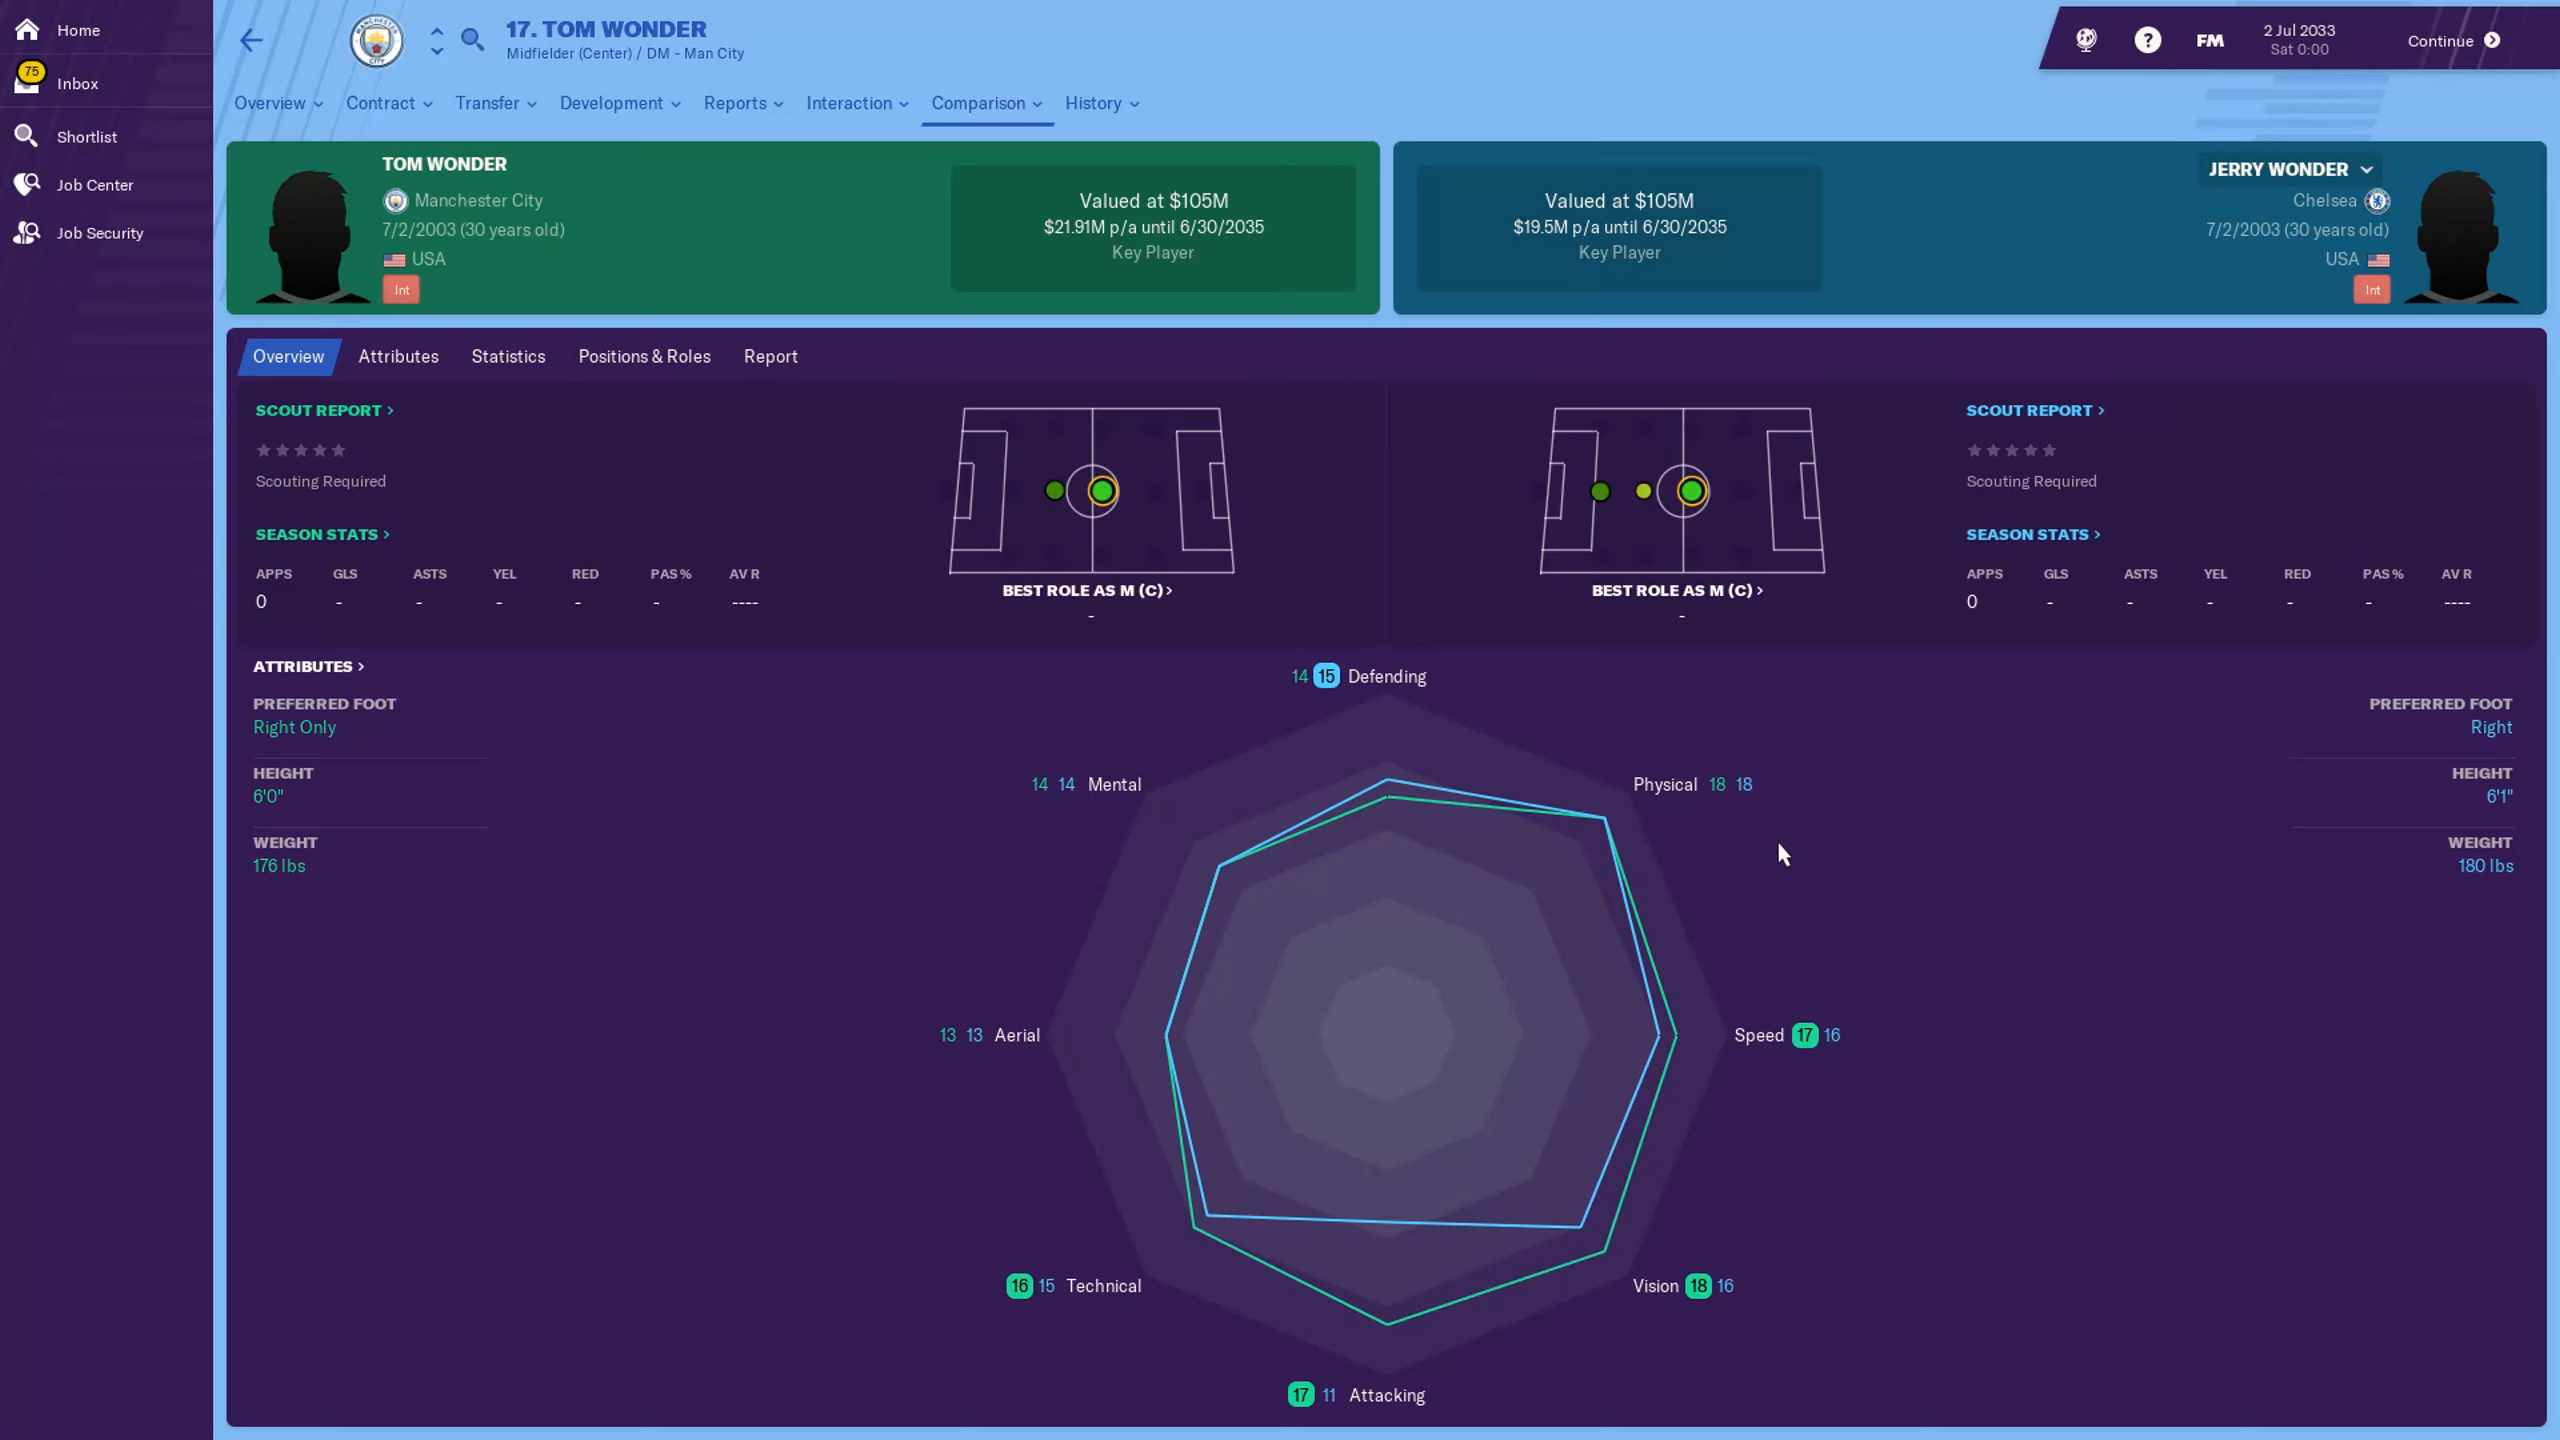 Home
75
Inbox
Shortlist
Job Center
Job Security
17. TOM WONDER
Midfielder (Center) / DM - Man City
FM
2 Jul 2033
Sat 0:00
Continue
Overview
Contract
Transfer
Development
Reports
Interaction
Comparison
History
TOM WONDER
Manchester City
7/2/2003 (30 years old)
USA
Int
Valued at $105M
$21.91M p/a until 6/30/2035
Key Player
Valued at $105M
$19.5M p/a until 6/30/2035
Key Player
JERRY WONDER
Chelsea
7/2/2003 (30 years old)
USA
Int
Overview Attributes Statistics Positions & Roles Report
SCOUT REPORT >
Scouting Required
SEASON STATS >
APPS GLS ASTS YEL RED PAS % AV R
0 - - - - - ----
BEST ROLE AS M (C) >
-
BEST ROLE AS M (C) >
-
SCOUT REPORT >
Scouting Required
SEASON STATS >
APPS GLS ASTS YEL RED PAS % AV R
0 - - - - - ----
ATTRIBUTES >
PREFERRED FOOT
Right Only
HEIGHT
6'0"
WEIGHT
176 lbs
14 15 Defending
14 14 Mental
Physical 18 18
13 13 Aerial
Speed 17 16
16 15 Technical
Vision 18 16
17 11 Attacking
PREFERRED FOOT
Right
HEIGHT
6'1"
WEIGHT
180 lbs